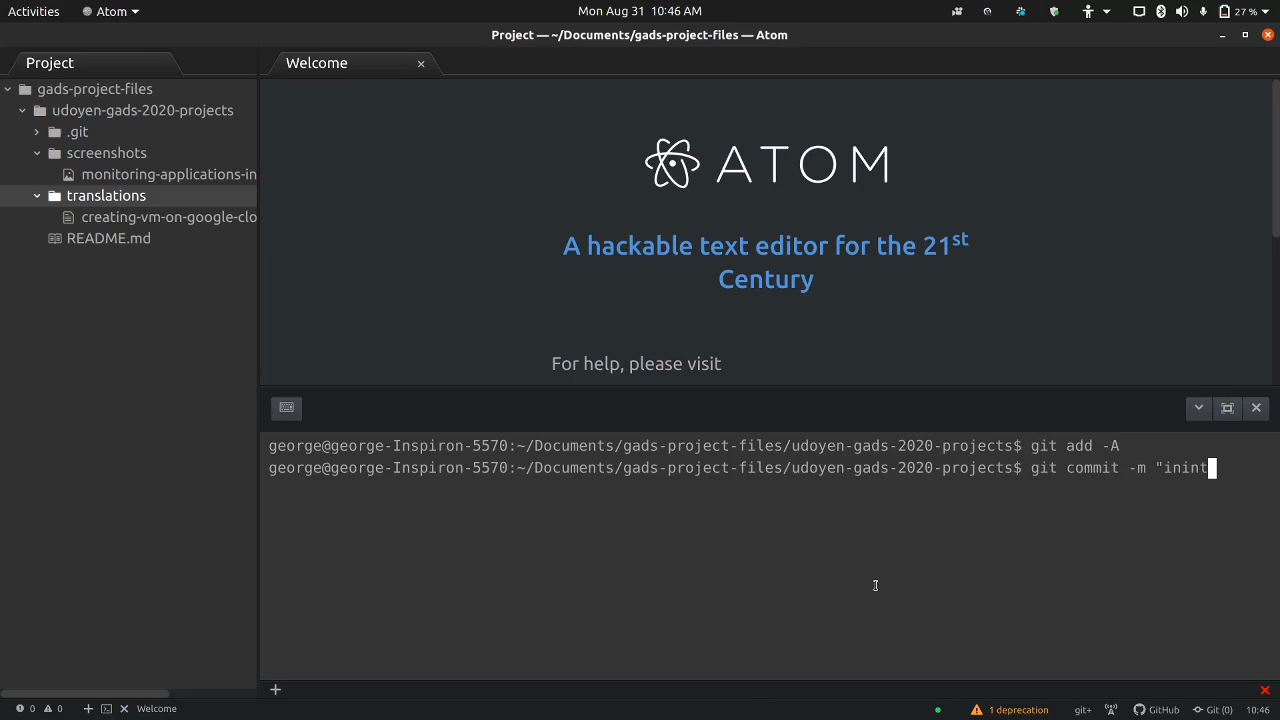 Activities Atom Mon Aug 31 10:46 AM 27 %
Project — ~/Documents/gads-project-files — Atom
Project Welcome
gads-project-files
udoyen-gads-2020-projects
.git
screenshots
monitoring-applications-in
translations
creating-vm-on-google-clo
README.md
ATOM
A hackable text editor for the 21st
Century
For help, please visit
george@george-Inspiron-5570:~/Documents/gads-project-files/udoyen-gads-2020-projects$ git add -A
george@george-Inspiron-5570:~/Documents/gads-project-files/udoyen-gads-2020-projects$ git commit -m "inint
0 0 Welcome 1 deprecation git+ GitHub Git (0) 10:46